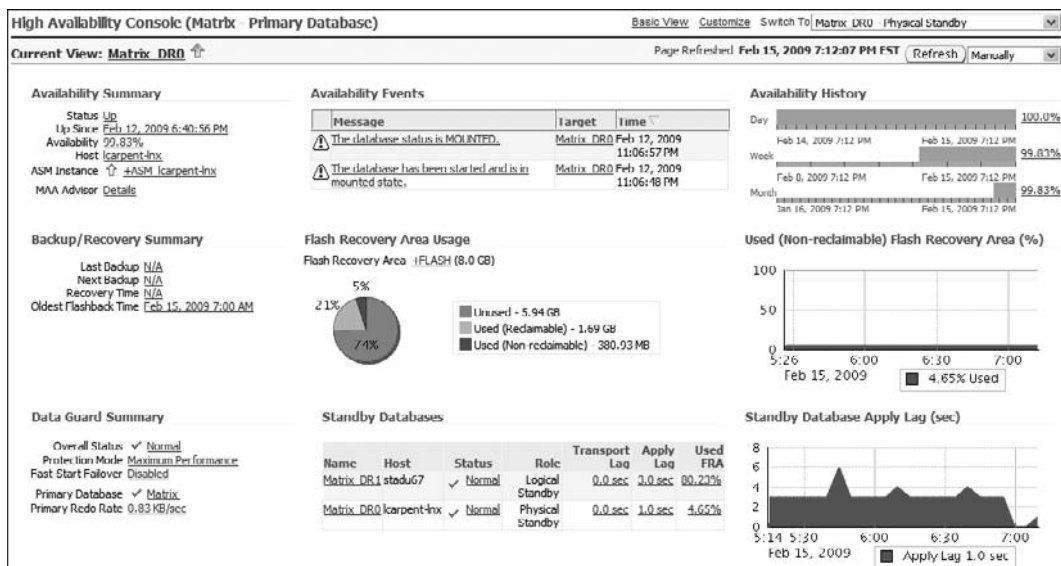 High Availability Console (Matrix - Primary Database)
Basic View Customize Switch To Matrix_DR0 - Physical Standby
Current View: Matrix_DR0
Page Refreshed Feb 15, 2009 7:12:07 PM EST Refresh Manually
Availability Summary
Status Up
Up Since Feb 12, 2009 6:40:56 PM
Availability 99.83%
Host lcarpent-lnx
ASM Instance +ASM_lcarpent-lnx
MAA Advisor Details
Availability Events
Message Target Time
The database status is MOUNTED. Matrix_DR0 Feb 12, 2009
11:06:57 PM
The database has been started and is in Matrix_DR0 Feb 12, 2009
mounted state. 11:06:48 PM
Availability History
Day 100.0%
Feb 14, 2009 7:12 PM Feb 15, 2009 7:12 PM
Week 99.83%
Feb 8, 2009 7:12 PM Feb 15, 2009 7:12 PM
Month 99.83%
Jan 16, 2009 7:12 PM Feb 15, 2009 7:12 PM
Backup/Recovery Summary
Last Backup N/A
Next Backup N/A
Recovery Time N/A
Oldest Flashback Time Feb 15, 2009 7:00 AM
Flash Recovery Area Usage
Flash Recovery Area +FLASH (8.0 GB)
5%
21%
74%
Unused - 5.94 GB
Used (Reclaimable) - 1.69 GB
Used (Non-reclaimable) - 380.93 MB
Used (Non-reclaimable) Flash Recovery Area (%)
100
50
0
5:26 6:00 6:30 7:00
Feb 15, 2009
4.65% Used
Data Guard Summary
Overall Status Normal
Protection Mode Maximum Performance
Fast Start Failover Disabled
Primary Database Matrix
Primary Redo Rate 0.83 KB/sec
Standby Databases
Transport Apply Used
Name Host Status Role Lag Lag FRA
Matrix_DR1 stadu67 Normal Logical 0.0 sec 3.0 sec 80.23%
Standby
Matrix_DR0 lcarpent-lnx Normal Physical 0.0 sec 1.0 sec 4.65%
Standby
Standby Database Apply Lag (sec)
8
6
4
2
0
5:14 5:30 6:00 6:30 7:00
Feb 15, 2009
Apply Lag 1.0 sec